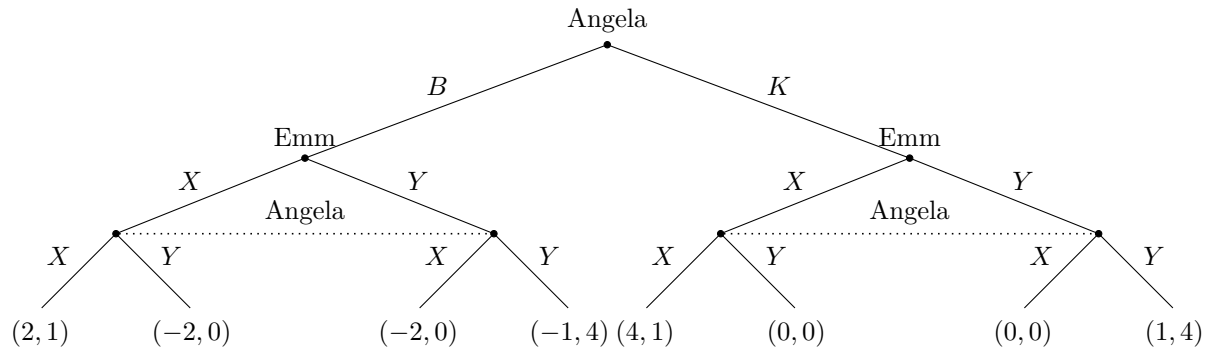 Angela
B K
Emm Emm
X Y X Y
Angela Angela
X Y X Y X Y X Y
(2, 1) (−2, 0) (−2, 0) (−1, 4) (4, 1) (0, 0) (0, 0) (1, 4)